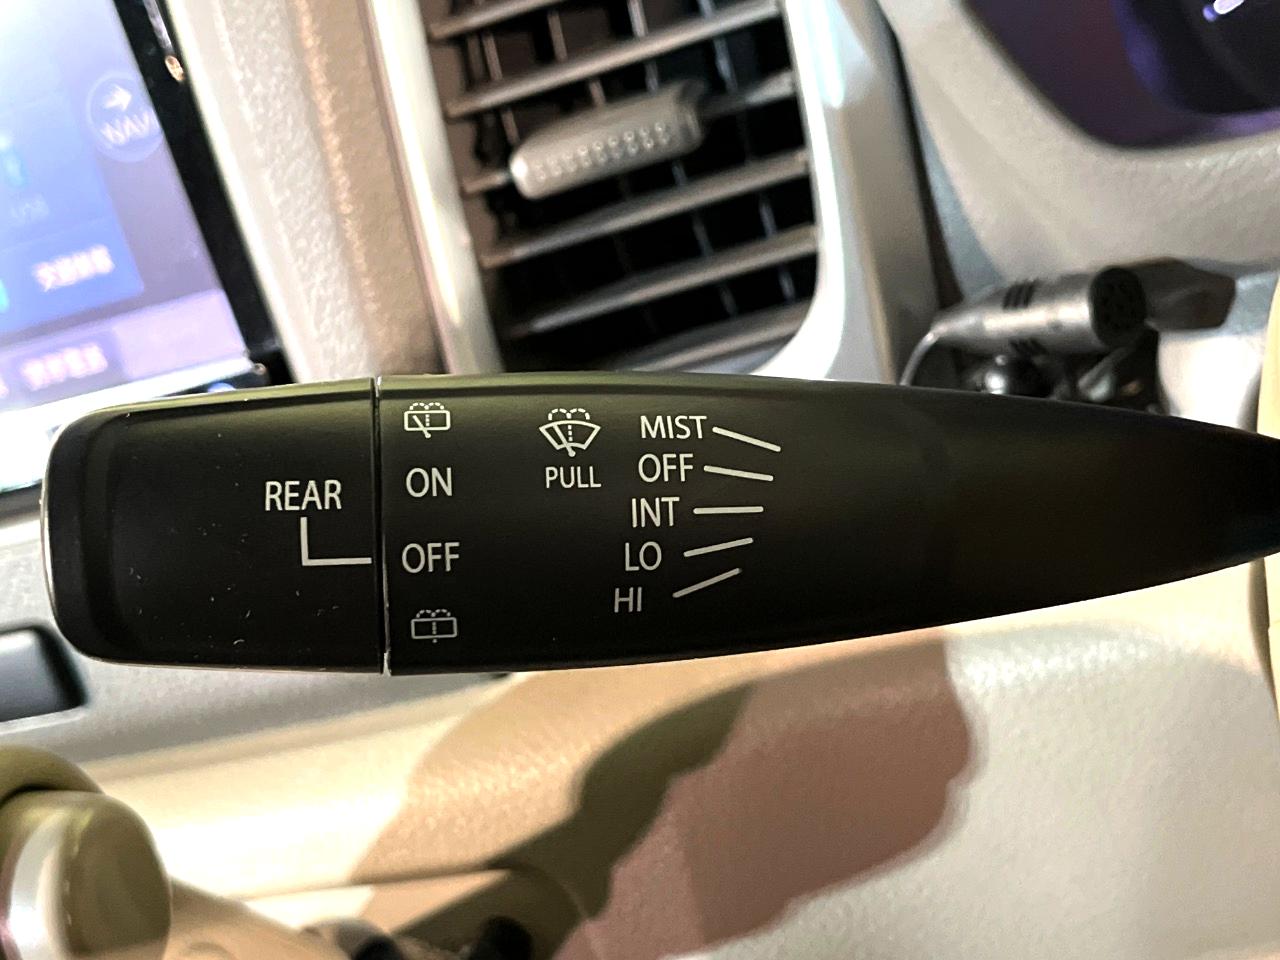 NAVI
REAR
ON
OFF
PULL
MIST
OFF
INT
LO
HI